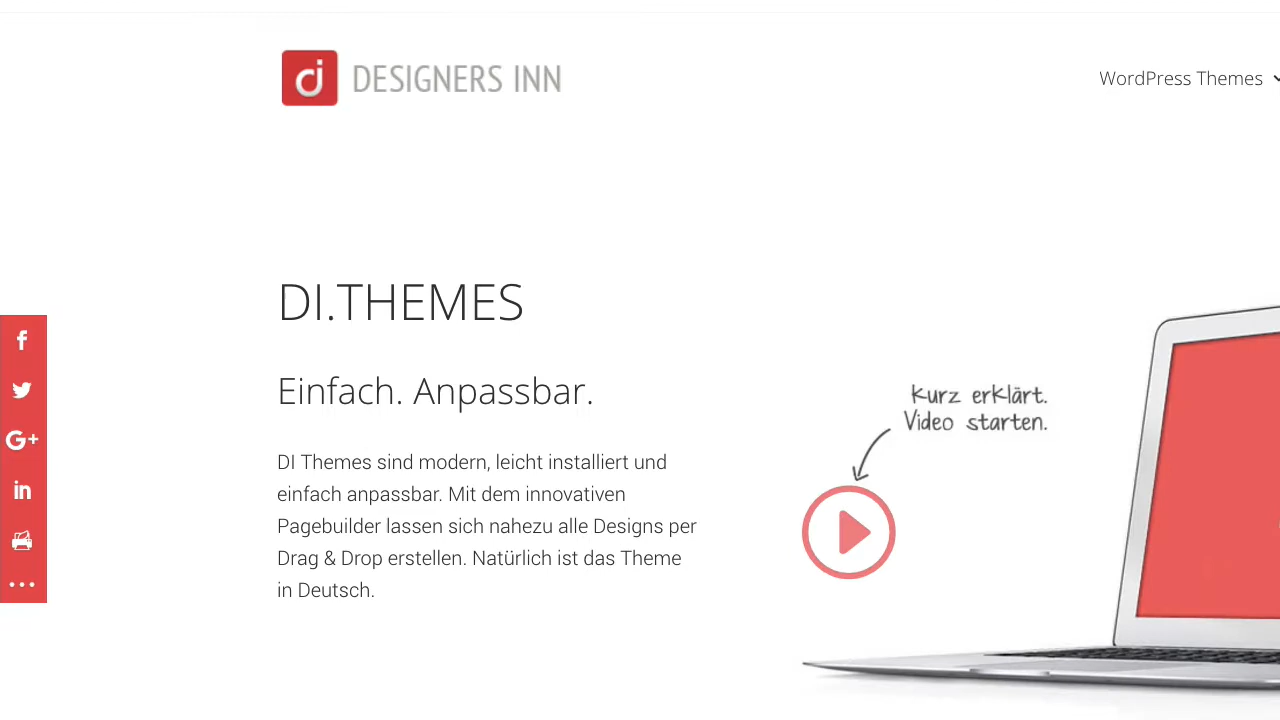 DESIGNERS INN
WordPress Themes
DI.THEMES
Einfach. Anpassbar.
kurz erklärt.
Video starten.
DI Themes sind modern, leicht installiert und
einfach anpassbar. Mit dem innovativen
Pagebuilder lassen sich nahezu alle Designs per
Drag & Drop erstellen. Natürlich ist das Theme
in Deutsch.